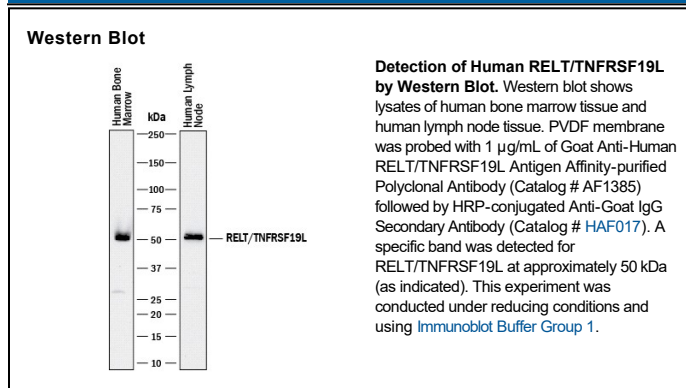 Western Blot
Human Bone
Marrow
kDa
Human Lymph
Node
250
150
100
75
50
37
25
20
15
10
RELT/TNFRSF19L
Detection of Human RELT/TNFRSF19L
by Western Blot. Western blot shows
lysates of human bone marrow tissue and
human lymph node tissue. PVDF membrane
was probed with 1 µg/mL of Goat Anti-Human
RELT/TNFRSF19L Antigen Affinity-purified
Polyclonal Antibody (Catalog # AF1385)
followed by HRP-conjugated Anti-Goat IgG
Secondary Antibody (Catalog # HAF017). A
specific band was detected for
RELT/TNFRSF19L at approximately 50 kDa
(as indicated). This experiment was
conducted under reducing conditions and
using Immunoblot Buffer Group 1.